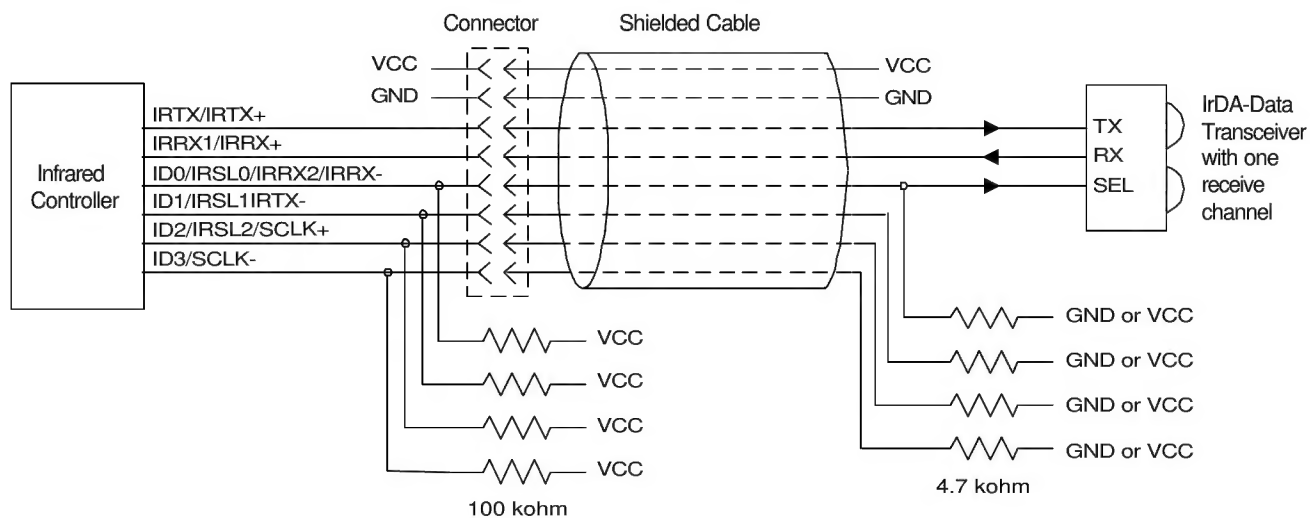 Connector
Shielded Cable
VCC
VCC
GND
GND
IRTX/IRTX+
IRRX1/IRRX+
ID0/IRSL0/IRRX2/IRRX-
ID1/IRSL1IRTX-
ID2/IRSL2/SCLK+
ID3/SCLK-
Infrared
Controller
TX
RX
SEL
IrDA-Data
Transceiver
with one
receive
channel
VCC
VCC
VCC
VCC
100 kohm
GND or VCC
GND or VCC
GND or VCC
GND or VCC
4.7 kohm